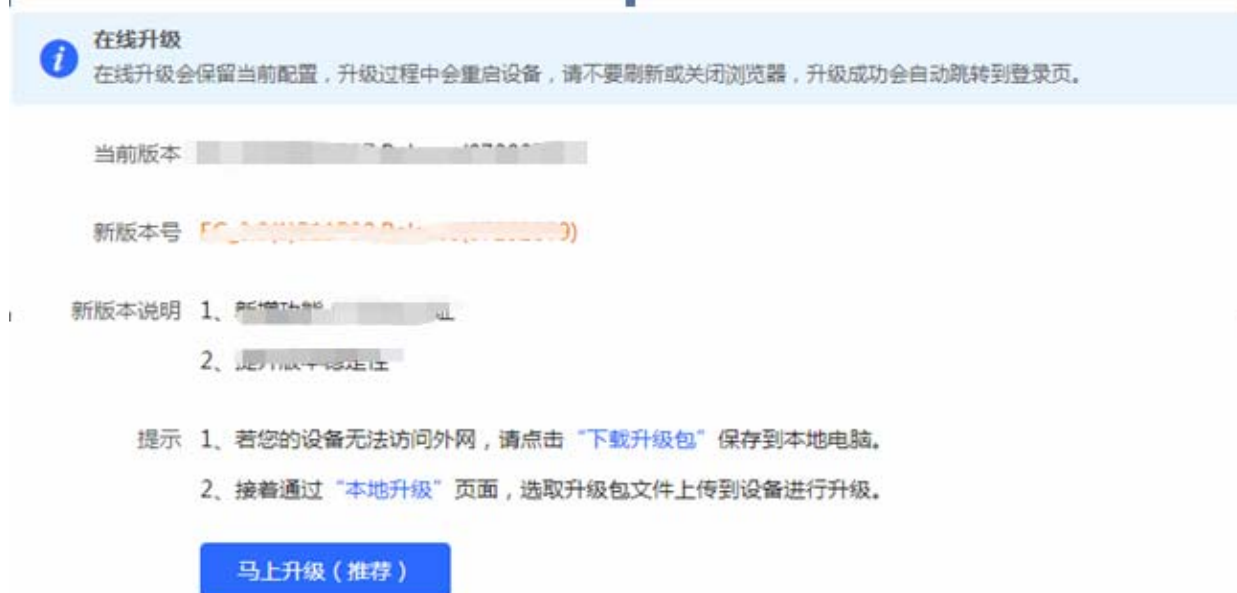 在线升级
在线升级会保留当前配置，升级过程中会重启设备，请不要刷新或关闭浏览器，升级成功会自动跳转到登录页。
当前版本
新版本号
新版本说明 1、
2、
提示 1、若您的设备无法访问外网，请点击“下载升级包”保存到本地电脑。
2、接着通过“本地升级”页面，选取升级包文件上传到设备进行升级。
马上升级（推荐）